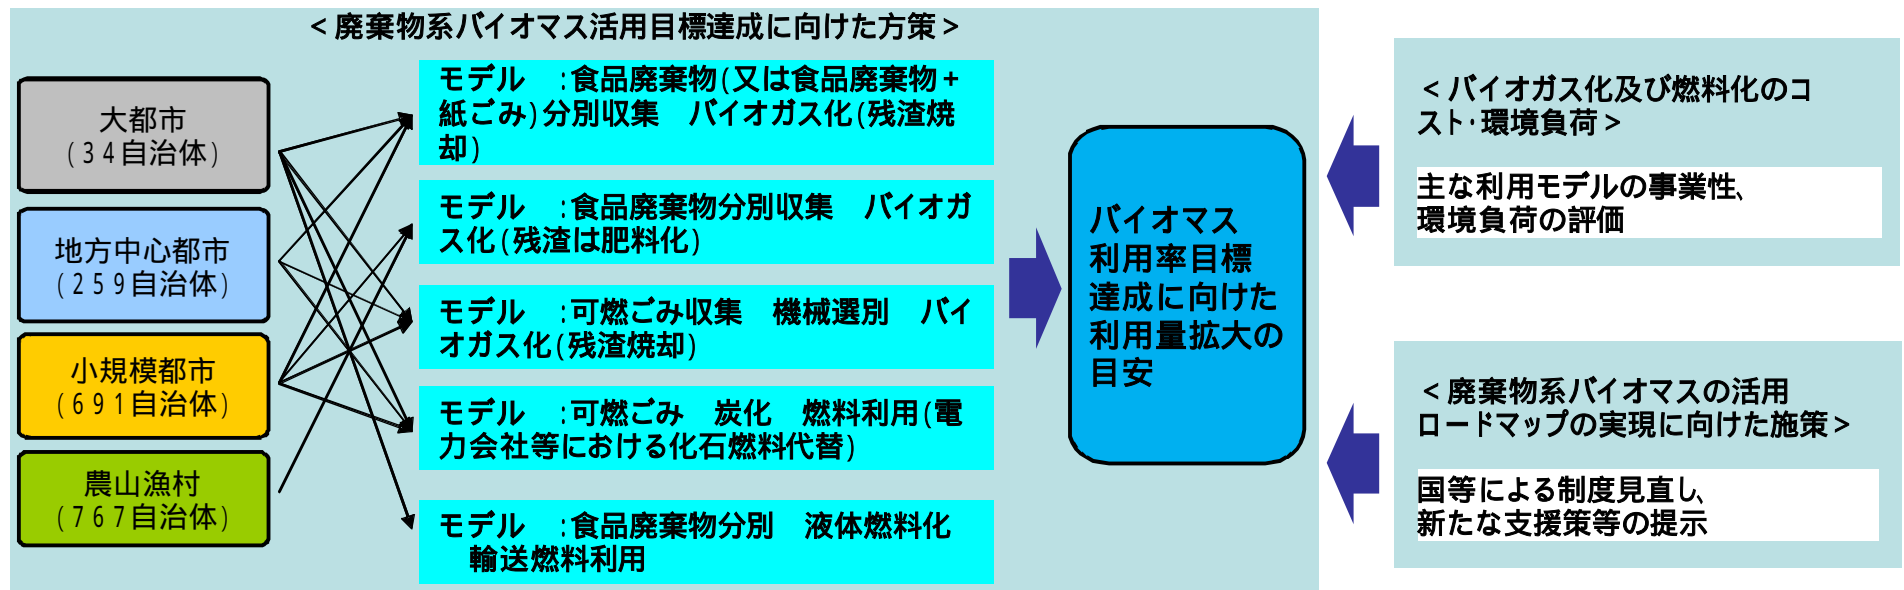 ＜廃棄物系バイオマス活用目標達成に向けた方策＞
大都市
(34自治体)
地方中心都市
(259自治体)
小規模都市
(691自治体)
農山漁村
(767自治体)
モデル　:食品廃棄物(又は食品廃棄物+
紙ごみ)分別収集　バイオガス化(残渣焼
却)
モデル　:食品廃棄物分別収集　バイオガ
ス化(残渣は肥料化)
モデル　:可燃ごみ収集　機械選別　バイ
オガス化(残渣焼却)
モデル　:可燃ごみ　炭化　燃料利用(電
力会社等における化石燃料代替)
モデル　:食品廃棄物分別　液体燃料化
輸送燃料利用
バイオマス
利用率目標
達成に向けた
利用量拡大の
目安
＜バイオガス化及び燃料化のコ
スト・環境負荷＞
主な利用モデルの事業性、
環境負荷の評価
＜廃棄物系バイオマスの活用
ロードマップの実現に向けた施策＞
国等による制度見直し、
新たな支援策等の提示